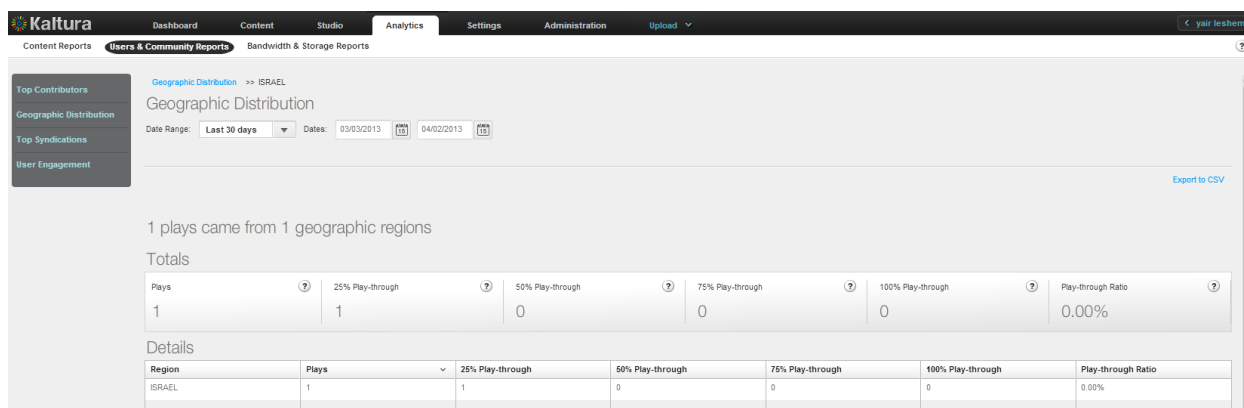 Kaltura Dashboard Content Studio Analytics Settings Administration Upload yair leshem
Content Reports Users & Community Reports Bandwidth & Storage Reports ?
Top Contributors
Geographic Distribution
Top Syndications
User Engagement
Geographic Distribution >> ISRAEL
Geographic Distribution
Date Range: Last 30 days Dates: 03/03/2013 15 04/02/2013 15
Export to CSV
1 plays came from 1 geographic regions
Totals
Plays ? 25% Play-through ? 50% Play-through ? 75% Play-through ? 100% Play-through ? Play-through Ratio ?
1 1 0 0 0 0.00%
Details
Region Plays 25% Play-through 50% Play-through 75% Play-through 100% Play-through Play-through Ratio
ISRAEL 1 1 0 0 0 0.00%